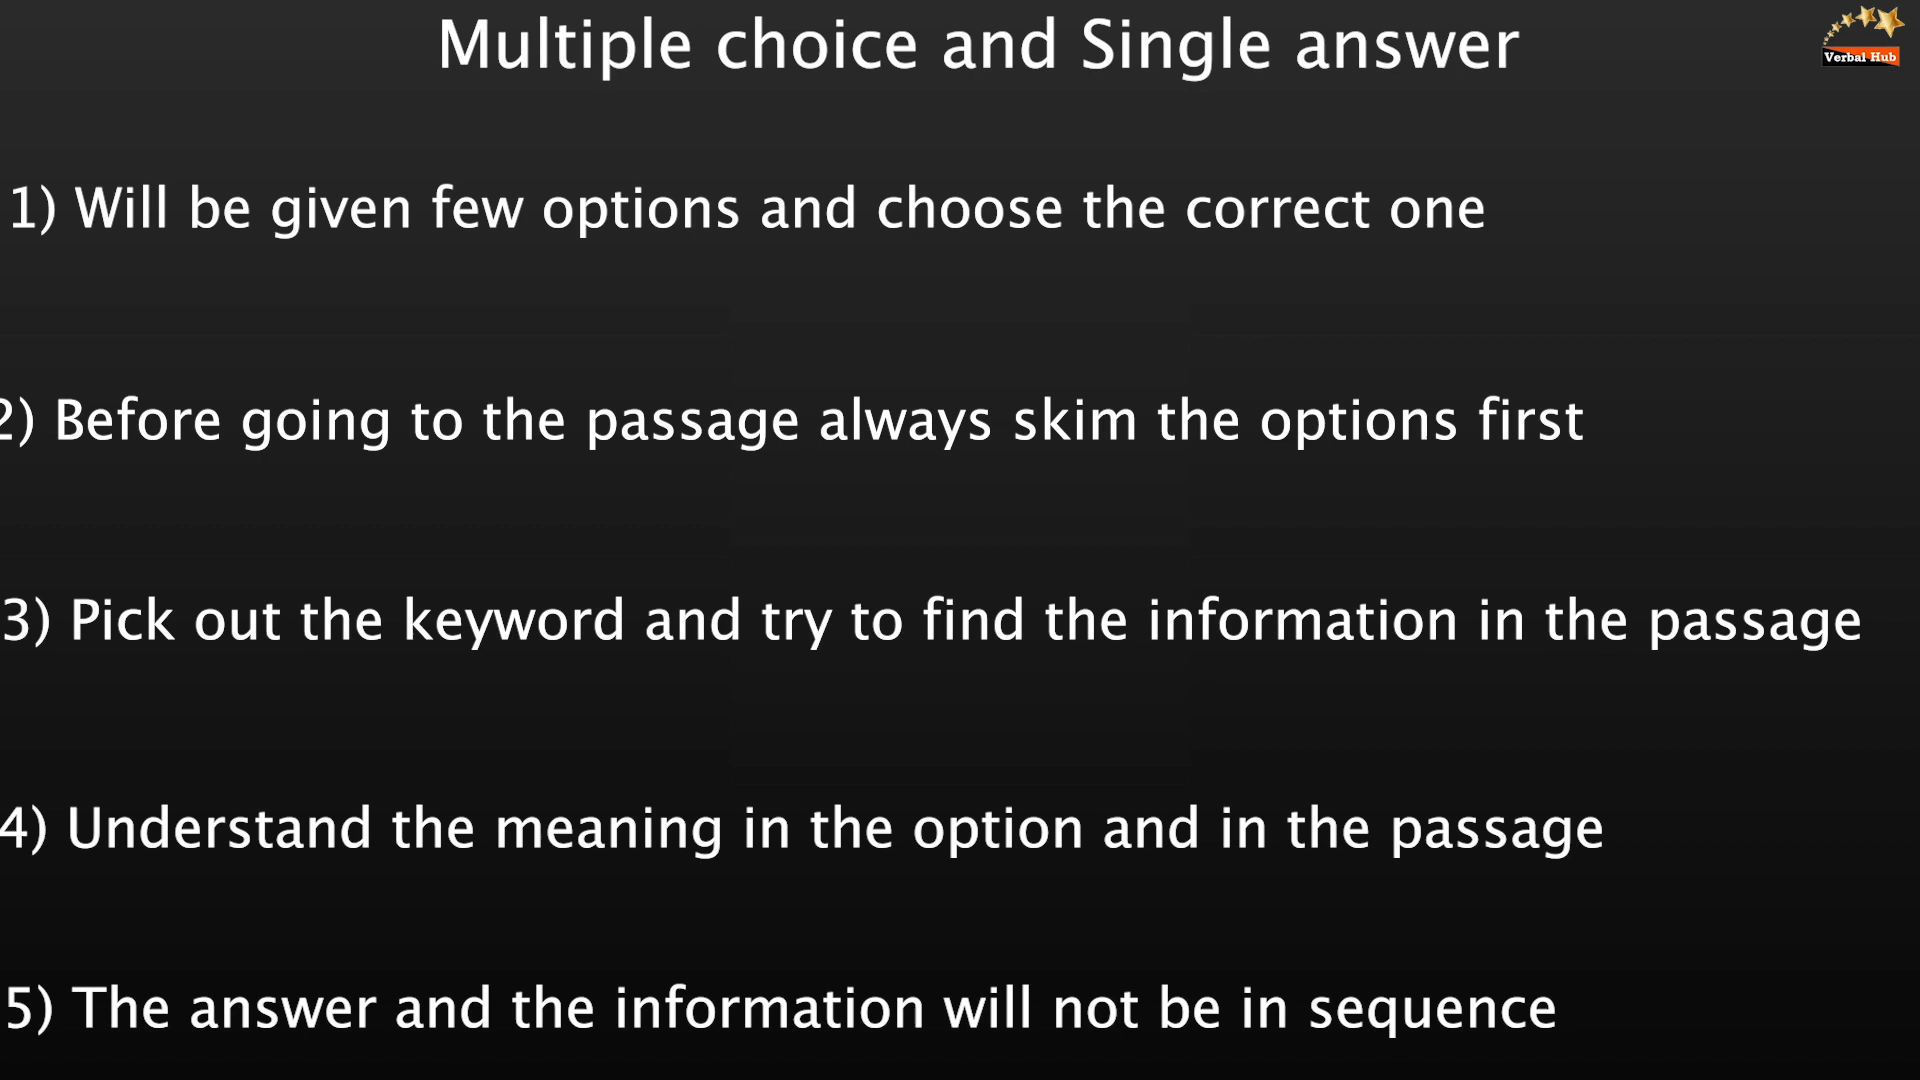 Multiple choice and Single answer
Verbal Hub
1) Will be given few options and choose the correct one
2) Before going to the passage always skim the options first
3) Pick out the keyword and try to find the information in the passage
4) Understand the meaning in the option and in the passage
5) The answer and the information will not be in sequence